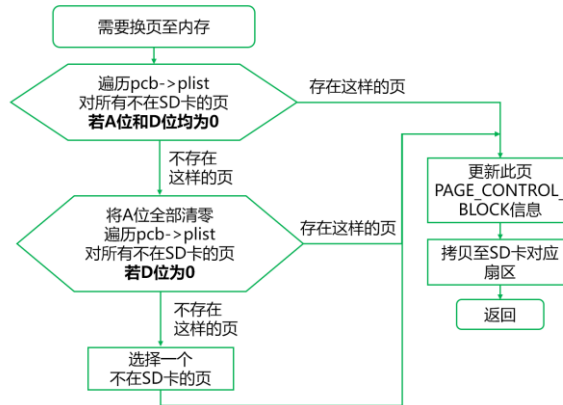 需要换页至内存
遍历pcb->plist
对所有不在SD卡的页
若A位和D位均为0
存在这样的页
不存在
这样的页
更新此页
PAGE_CONTROL_
BLOCK信息
将A位全部清零
遍历pcb->plist
对所有不在SD卡的页
若D位为0
存在这样的页
拷贝至SD卡对应
扇区
不存在
这样的页
返回
选择一个
不在SD卡的页